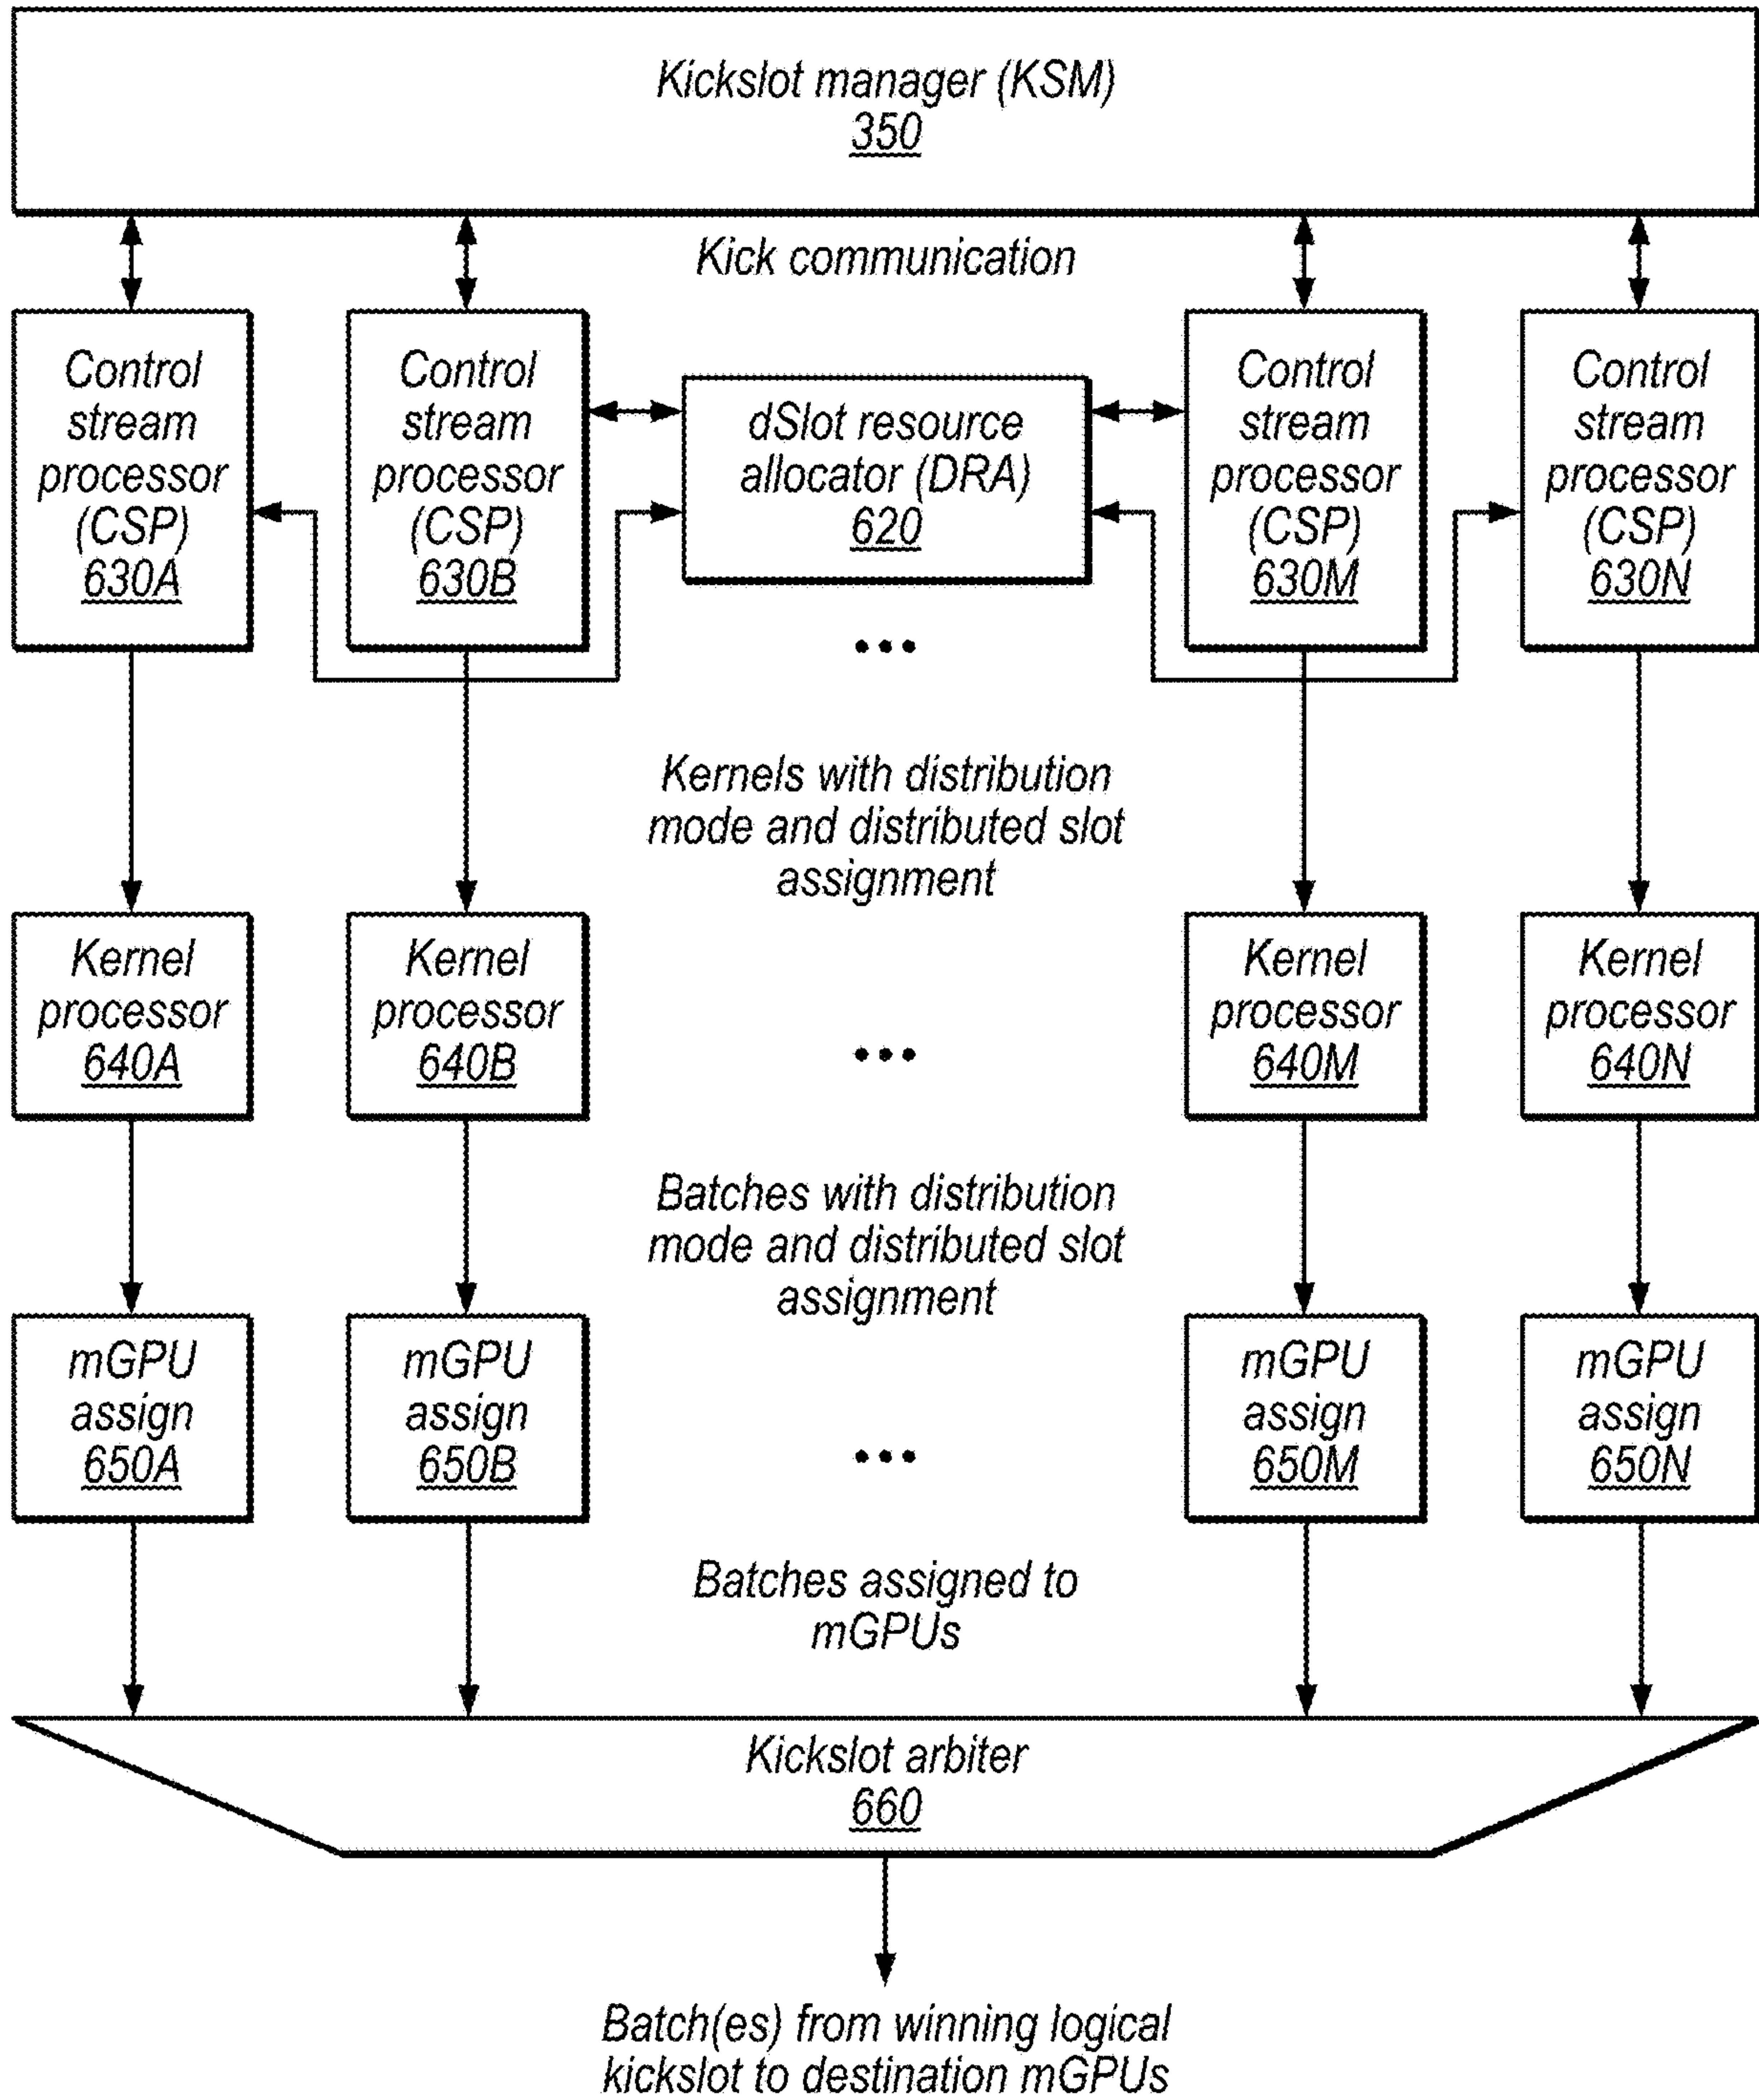 Kickslot manager (KSM)
350
Kick communication
Control
stream
processor
(CSP)
630A
Control
stream
processor
(CSP)
630B
dSlot resource
allocator (DRA)
620
Control
stream
processor
(CSP)
630M
Control
stream
processor
(CSP)
630N
...
Kernels with distribution
mode and distributed slot
assignment
Kernel
processor
640A
Kernel
processor
640B
...
Kernel
processor
640M
Kernel
processor
640N
Batches with distribution
mode and distributed slot
assignment
mGPU
assign
650A
mGPU
assign
650B
...
mGPU
assign
650M
mGPU
assign
650N
Batches assigned to
mGPUs
Kickslot arbiter
660
Batch(es) from winning logical
kickslot to destination mGPUs